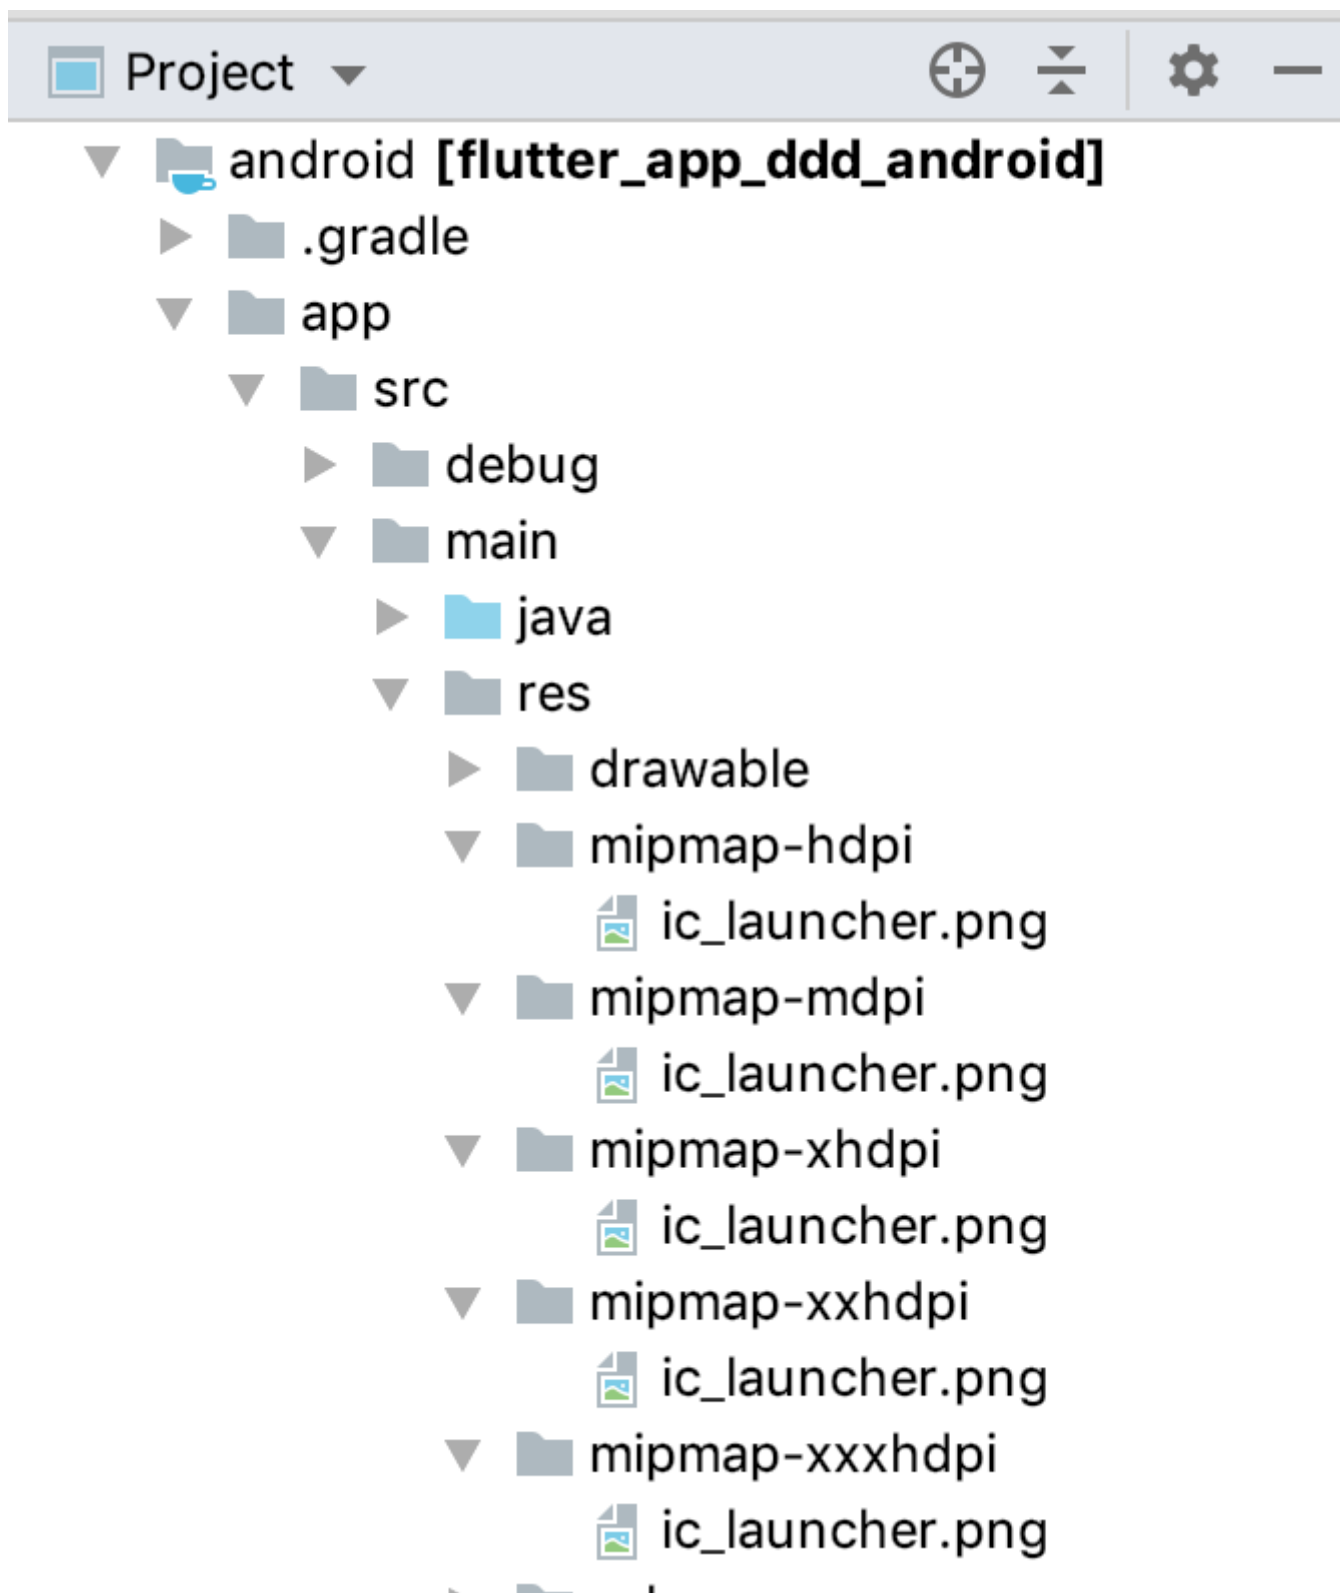 Project
android [flutter_app_ddd_android]
.gradle
app
src
debug
main
java
res
drawable
mipmap-hdpi
ic_launcher.png
mipmap-mdpi
ic_launcher.png
mipmap-xhdpi
ic_launcher.png
mipmap-xxhdpi
ic_launcher.png
mipmap-xxxhdpi
ic_launcher.png